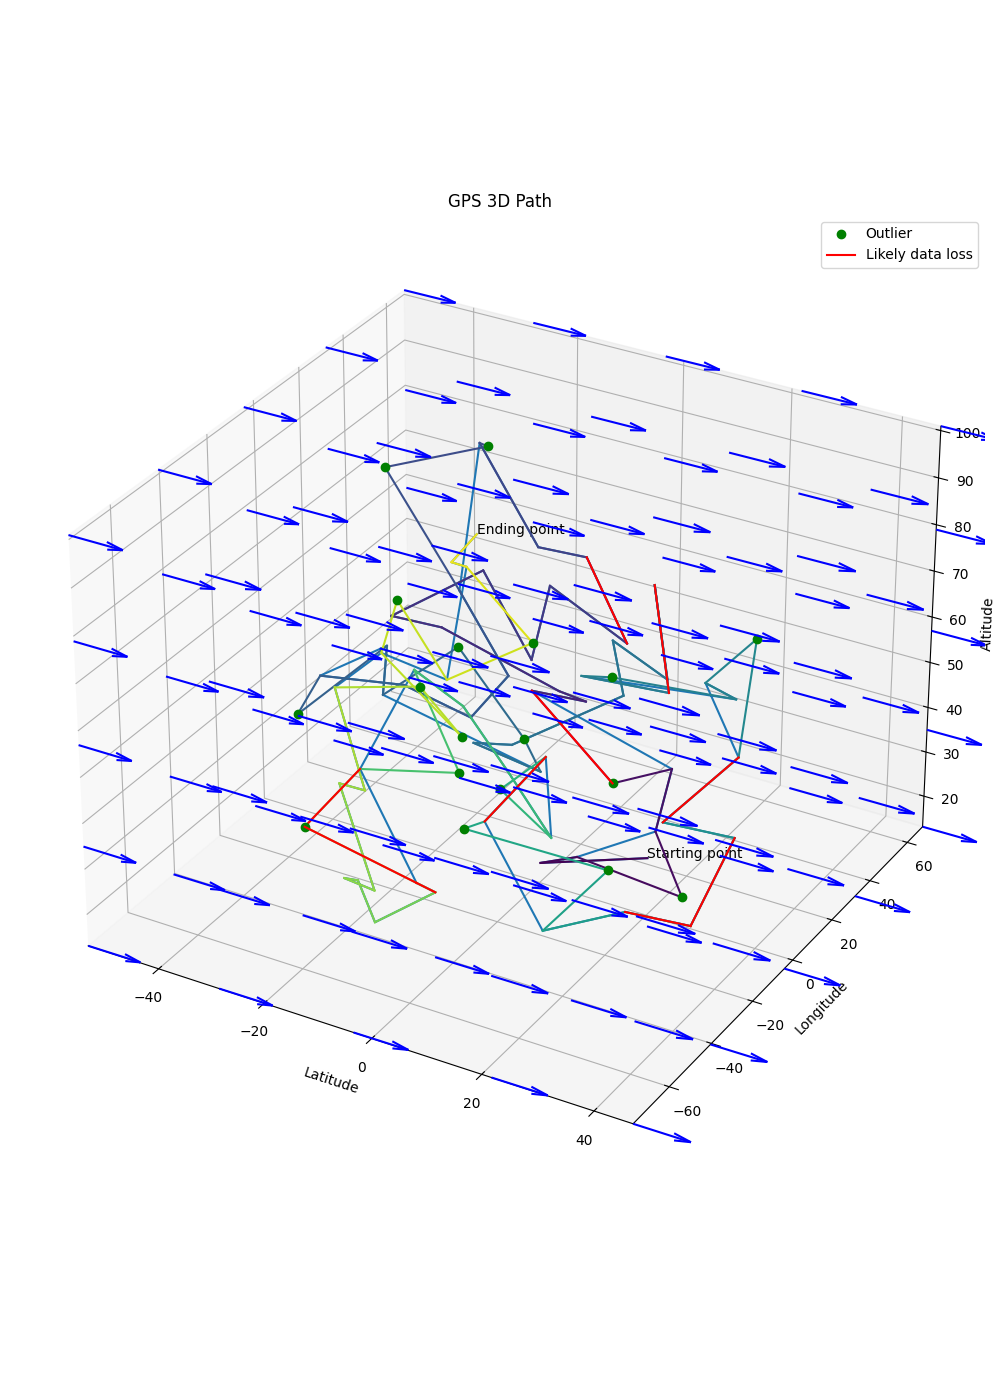 GPS 3D Path
Outlier
Likely data loss
Ending point
Starting point
100
90
80
70
60
50
40
30
20
Altitude
60
40
20
0
−20
−40
−60
Longitude
−40
−20
0
20
40
Latitude